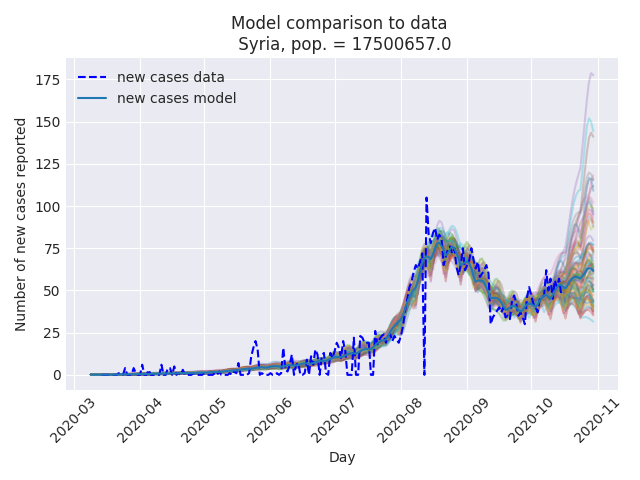 Model comparison to data
Syria, pop. = 17500657.0
new cases data
new cases model
Number of new cases reported
175
150
125
100
75
50
25
0
2020-03
2020-04
2020-05
2020-06
2020-07
2020-08
2020-09
2020-10
2020-11
Day